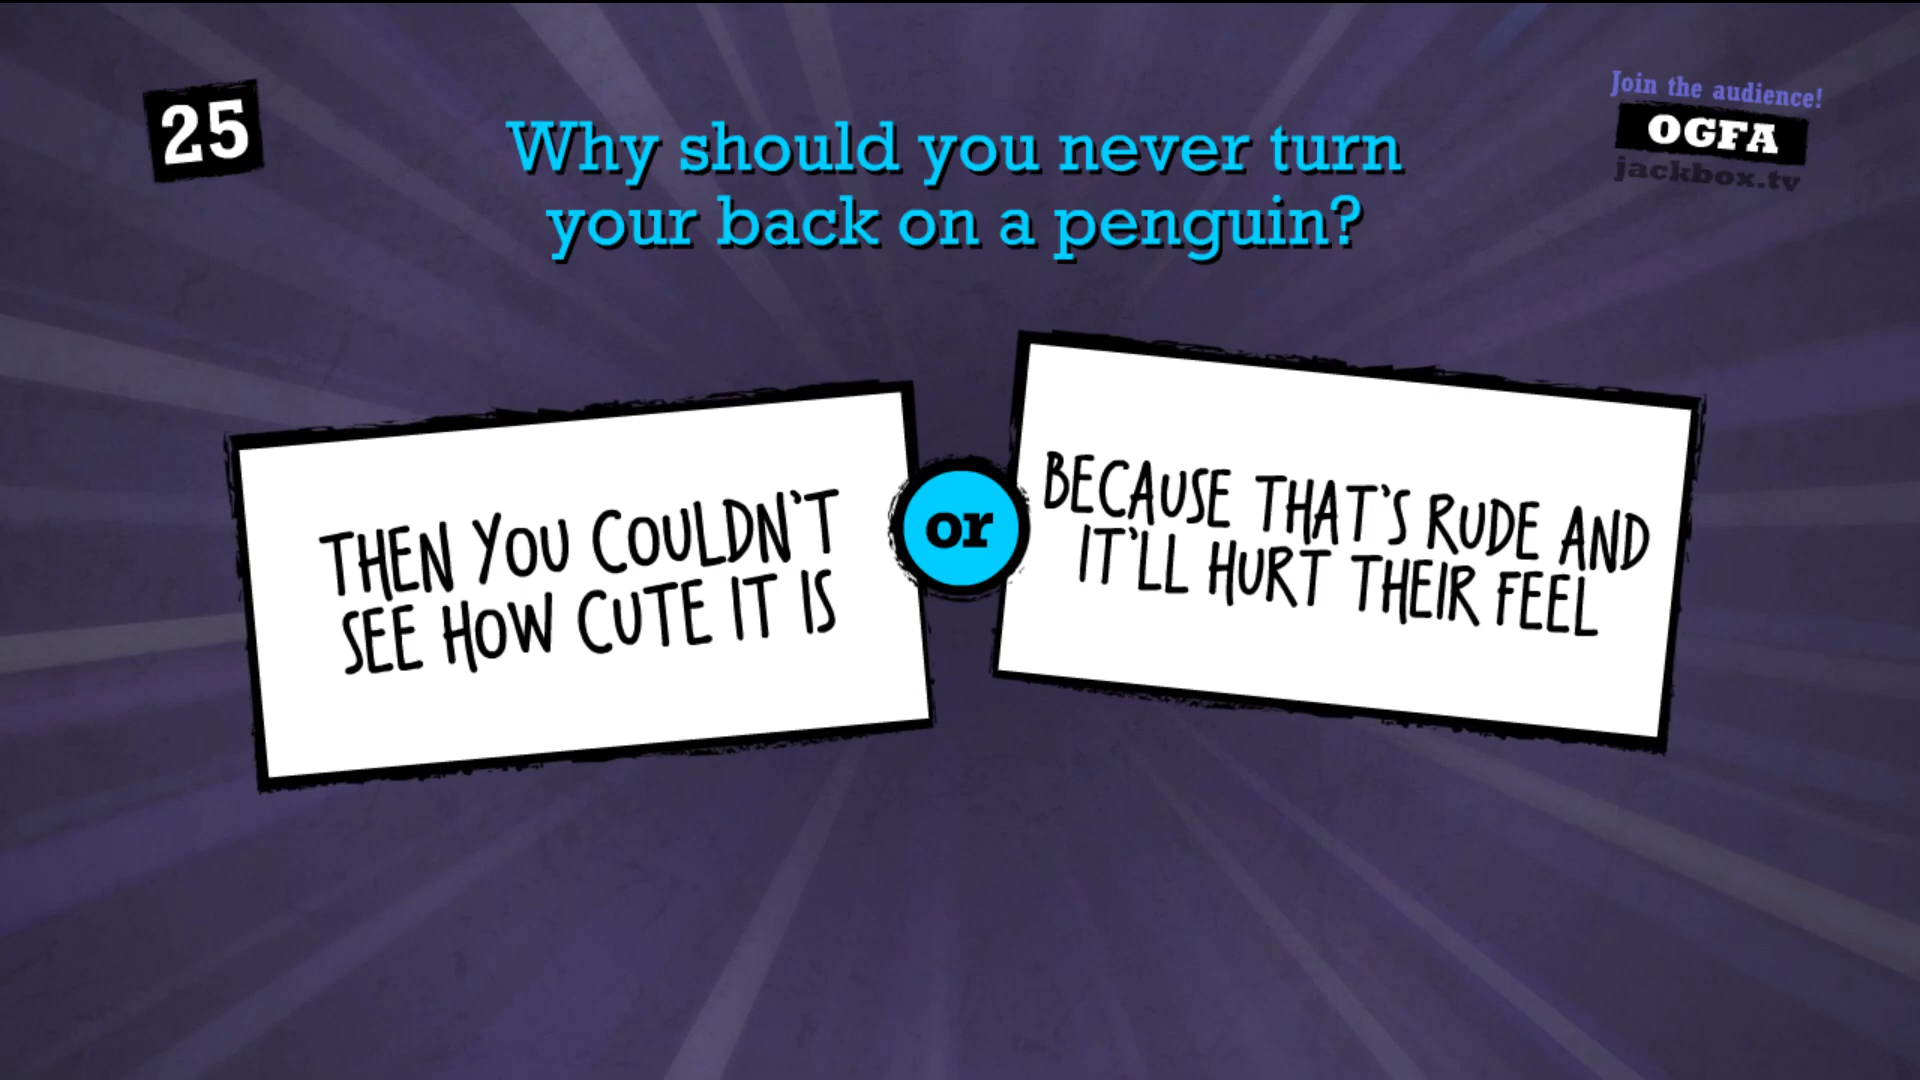 25
Join the audience!
OGFA
jackbox.tv
Why should you never turn
your back on a penguin?
THEN YOU COULDN'T
SEE HOW CUTE IT IS
or
BECAUSE THAT'S RUDE AND
IT'LL HURT THEIR FEEL